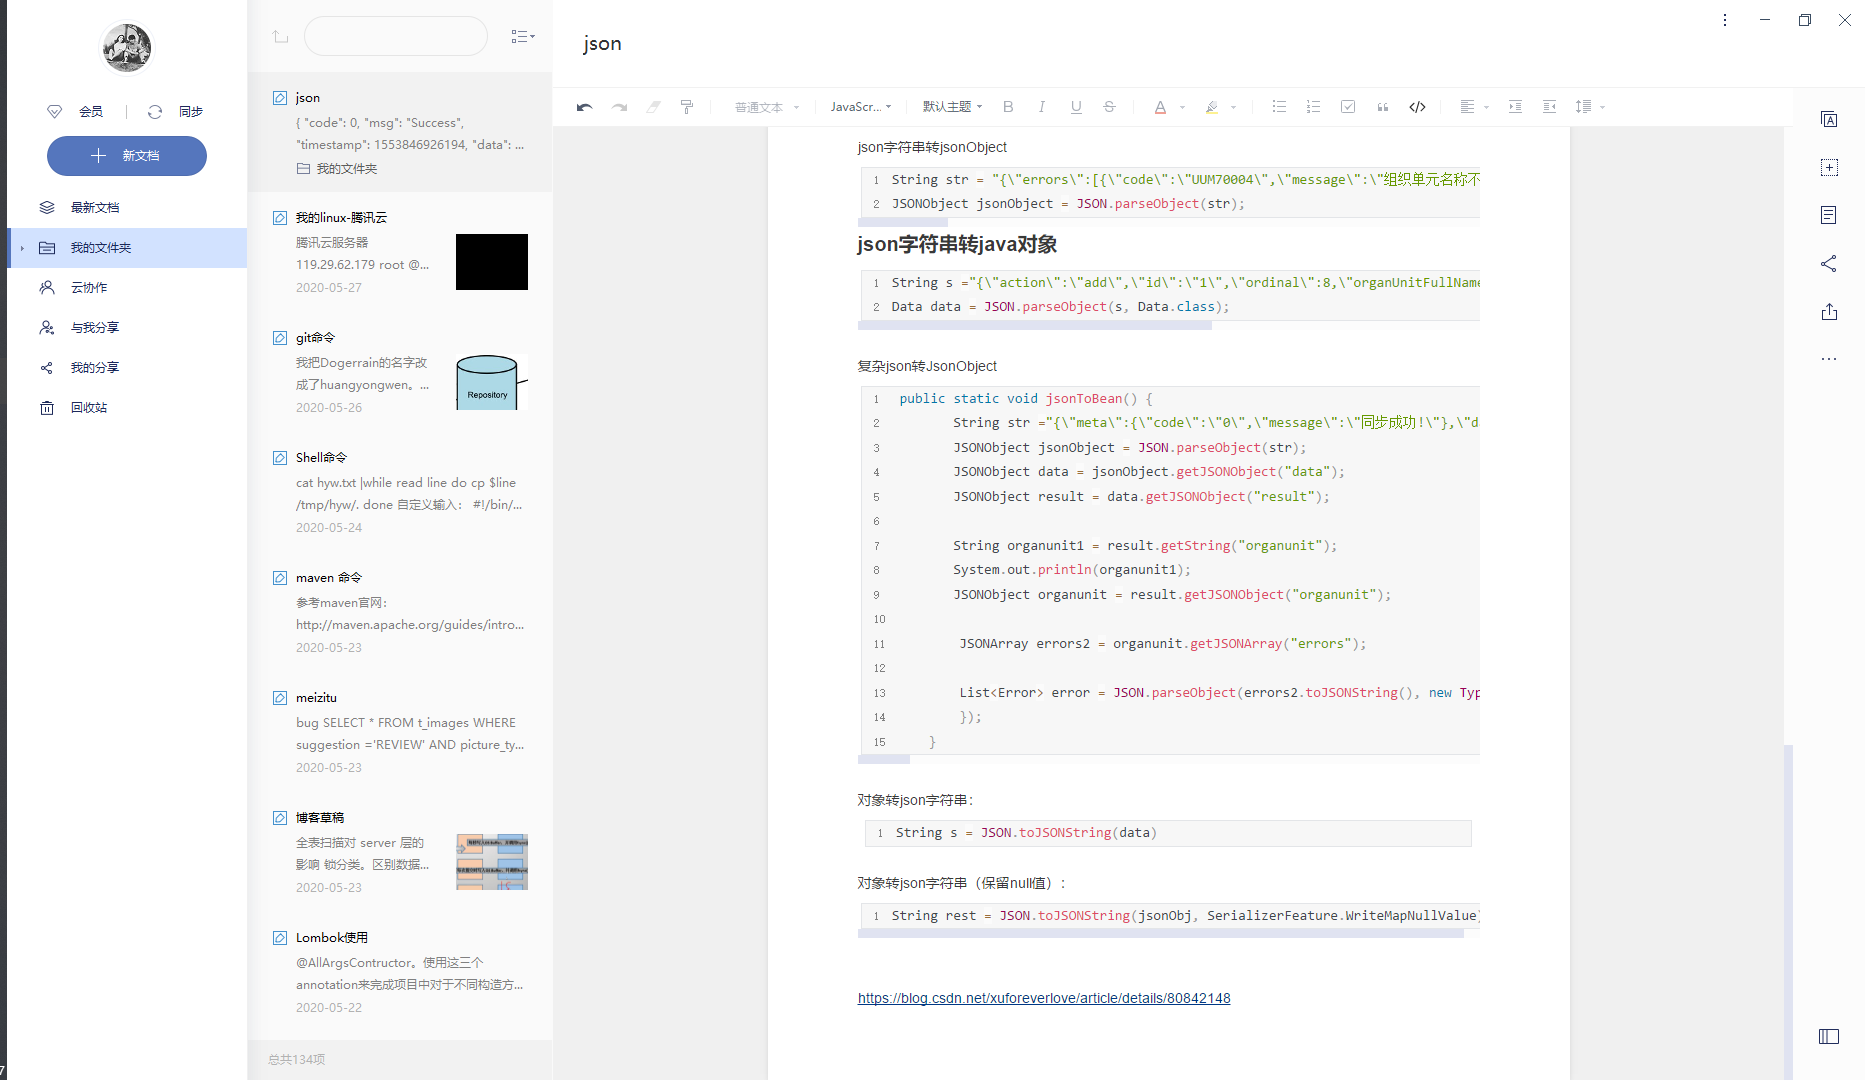 会员
同步
新文档
最新文档
我的文件夹
云协作
与我分享
我的分享
回收站
json
{ "code": 0, "msg": "Success",
"timestamp": 1553846926194, "data": ...
我的文件夹
我的linux-腾讯云
腾讯云服务器
119.29.62.179 root @...
2020-05-27
git命令
我把Dogerrain的名字改
成了huangyongwen。...
2020-05-26
Repository
Shell命令
cat hyw.txt |while read line do cp $line
/tmp/hyw/. done 自定义输入： #!/bin/...
2020-05-24
maven 命令
参考maven官网：
http://maven.apache.org/guides/intro...
2020-05-23
meizitu
bug SELECT * FROM t_images WHERE
suggestion ='REVIEW' AND picture_ty...
2020-05-23
博客草稿
全表扫描对 server 层的
影响 锁分类。区别数据...
2020-05-23
Lombok使用
@AllArgsContructor。使用这三个
annotation来完成项目中对于不同构造方...
2020-05-22
总共134项
json
普通文本
JavaScr...
默认主题
B I U S A
json字符串转jsonObject
1 String str = "{\"errors\":[{\"code\":\"UUM70004\",\"message\":\"组织单元名称不
2 JSONObject jsonObject = JSON.parseObject(str);
json字符串转java对象
1 String s ="{\"action\":\"add\",\"id\":\"1\",\"ordinal\":8,\"organUnitFullName
2 Data data = JSON.parseObject(s, Data.class);
复杂json转JsonObject
1 public static void jsonToBean() {
2 String str ="{\"meta\":{\"code\":\"0\",\"message\":\"同步成功!\"},\"d
3 JSONObject jsonObject = JSON.parseObject(str);
4 JSONObject data = jsonObject.getJSONObject("data");
5 JSONObject result = data.getJSONObject("result");
6
7 String organunit1 = result.getString("organunit");
8 System.out.println(organunit1);
9 JSONObject organunit = result.getJSONObject("organunit");
10
11 JSONArray errors2 = organunit.getJSONArray("errors");
12
13 List<Error> error = JSON.parseObject(errors2.toJSONString(), new Typ
14 });
15 }
对象转json字符串：
1 String s = JSON.toJSONString(data)
对象转json字符串（保留null值）：
1 String rest = JSON.toJSONString(jsonObj, SerializerFeature.WriteMapNullValue)
https://blog.csdn.net/xuforeverlove/article/details/80842148